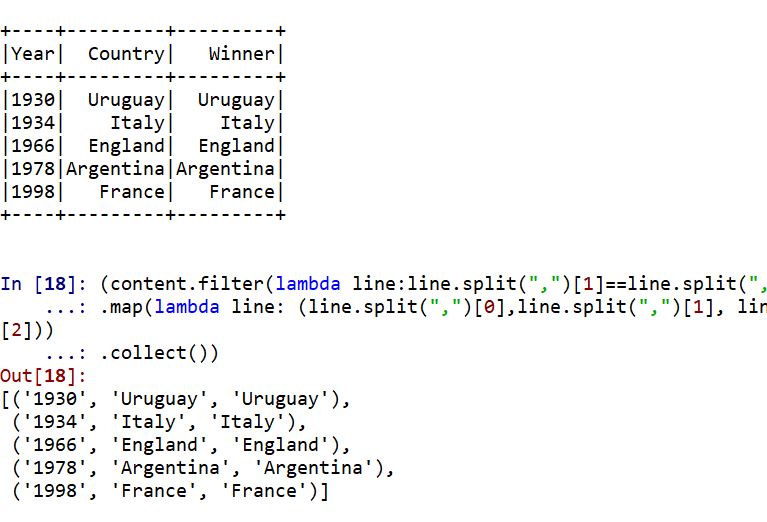 +----+---------+---------+
|Year|  Country|   Winner|
+----+---------+---------+
|1930|  Uruguay|  Uruguay|
|1934|    Italy|    Italy|
|1966|  England|  England|
|1978|Argentina|Argentina|
|1998|   France|   France|
+----+---------+---------+
In [18]: (content.filter(lambda line:line.split(",")[1]==line.split(",
    ...: .map(lambda line: (line.split(",")[0],line.split(",")[1], lin
[2]))
    ...: .collect())
Out[18]:
[('1930', 'Uruguay', 'Uruguay'),
 ('1934', 'Italy', 'Italy'),
 ('1966', 'England', 'England'),
 ('1978', 'Argentina', 'Argentina'),
 ('1998', 'France', 'France')]